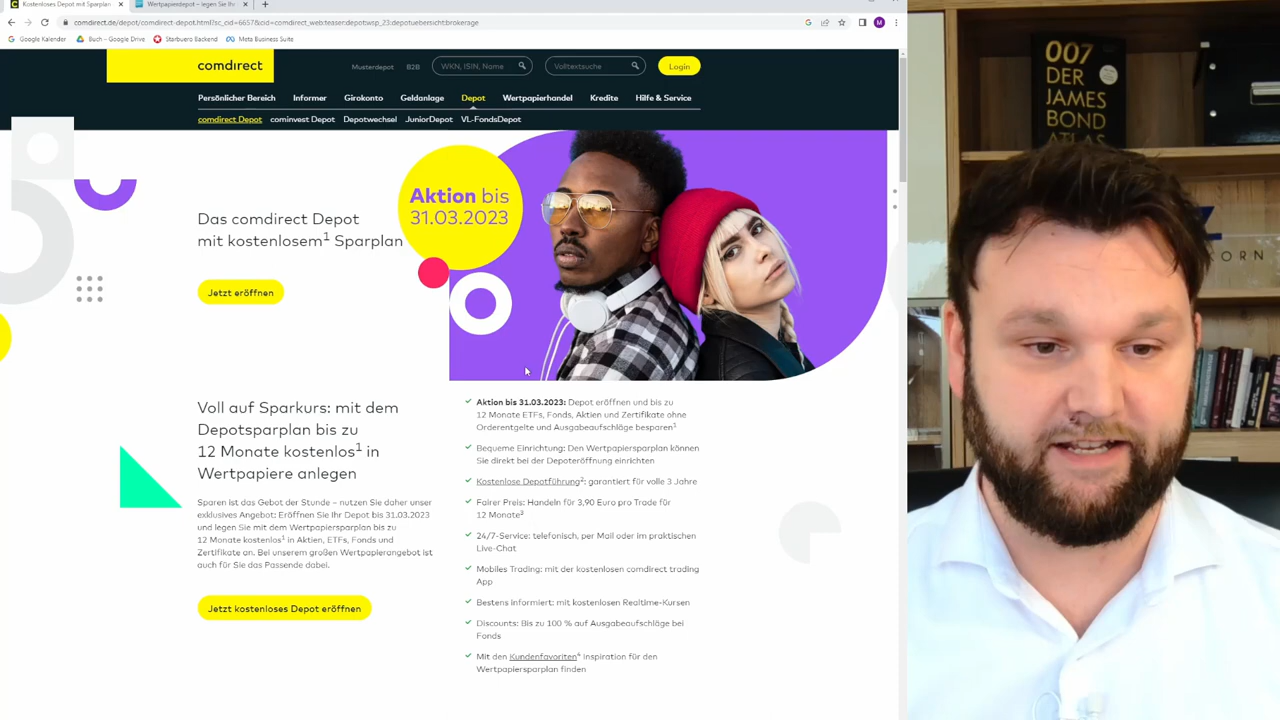 Kostenloses Depot mit Sparplan
Wertpapierdepot – legen Sie Ihr
comdirect.de/depot/comdirect-depot.html?sc_cid=6657&cid=comdirect_web:teaser:depotwp_23:depotuebersicht:brokerage
M
Google Kalender
Buch – Google Drive
Starbuero Backend
Meta Business Suite
comdirect
Musterdepot
B2B
WKN, ISIN, Name
Volltextsuche
Login
Persönlicher Bereich
Informer
Girokonto
Geldanlage
Depot
Wertpapierhandel
Kredite
Hilfe & Service
comdirect Depot
cominvest Depot
Depotwechsel
JuniorDepot
VL-FondsDepot
Aktion bis
31.03.2023
Das comdirect Depot
mit kostenlosem¹ Sparplan
Jetzt eröffnen
Voll auf Sparkurs: mit dem
Depotsparplan bis zu
12 Monate kostenlos¹ in
Wertpapiere anlegen
Sparen ist das Gebot der Stunde – nutzen Sie daher unser
exklusives Angebot: Eröffnen Sie Ihr Depot bis 31.03.2023
und legen Sie mit dem Wertpapiersparplan bis zu
12 Monate kostenlos¹ in Aktien, ETFs, Fonds und
Zertifikate an. Bei unserem großen Wertpapierangebot ist
auch für Sie das Passende dabei.
Jetzt kostenloses Depot eröffnen
Aktion bis 31.03.2023: Depot eröffnen und bis zu
12 Monate ETFs, Fonds, Aktien und Zertifikate ohne
Orderentgelte und Ausgabeaufschläge besparen¹
Bequeme Einrichtung: Den Wertpapiersparplan können
Sie direkt bei der Depoteröffnung einrichten
Kostenlose Depotführung²: garantiert für volle 3 Jahre
Fairer Preis: Handeln für 3,90 Euro pro Trade für
12 Monate³
24/7-Service: telefonisch, per Mail oder im praktischen
Live-Chat
Mobiles Trading: mit der kostenlosen comdirect trading
App
Bestens informiert: mit kostenlosen Realtime-Kursen
Discounts: Bis zu 100 % auf Ausgabeaufschläge bei
Fonds
Mit den Kundenfavoriten⁴ Inspiration für den
Wertpapiersparplan finden
007
DER
JAMES
BOND
ATLAS
KORN